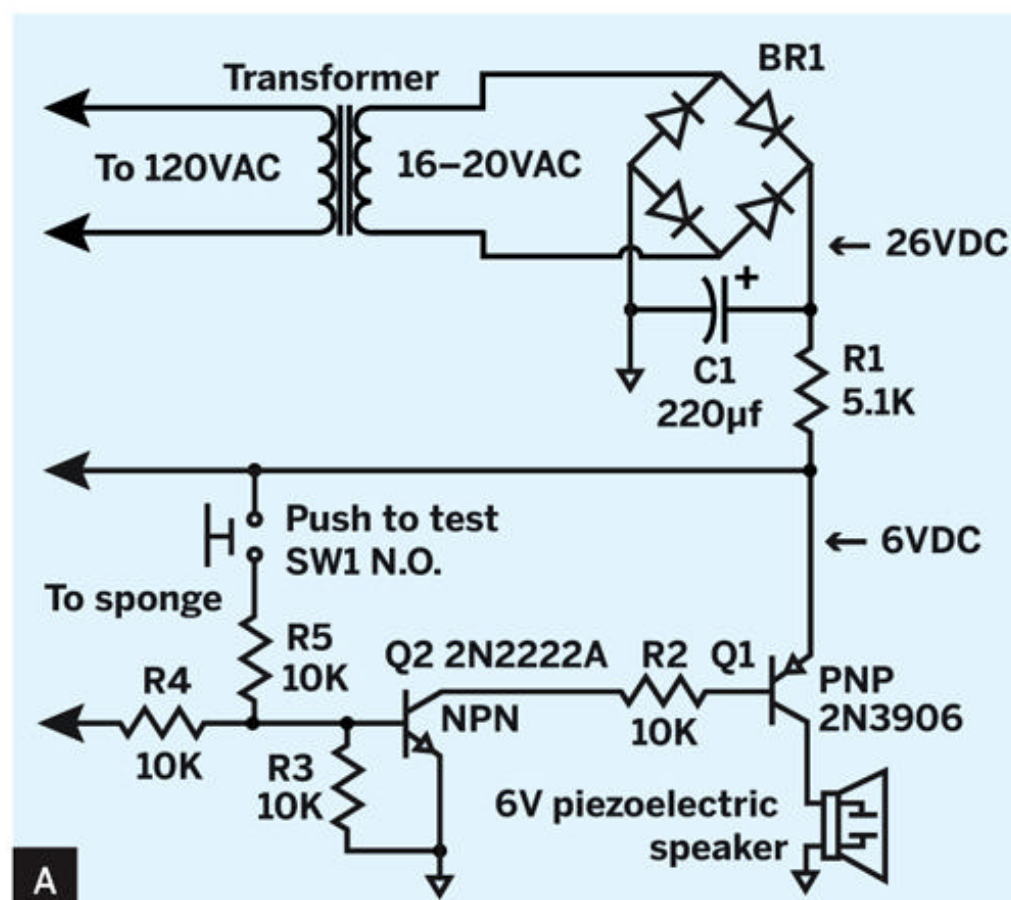 BR1
Transformer
To 120VAC
16–20VAC
← 26VDC
+
C1
220µf
R1
5.1K
Push to test
SW1 N.O.
← 6VDC
To sponge
R5
10K
Q2 2N2222A
R2
Q1
R4
NPN
PNP
2N3906
10K
10K
R3
10K
6V piezoelectric
speaker
A